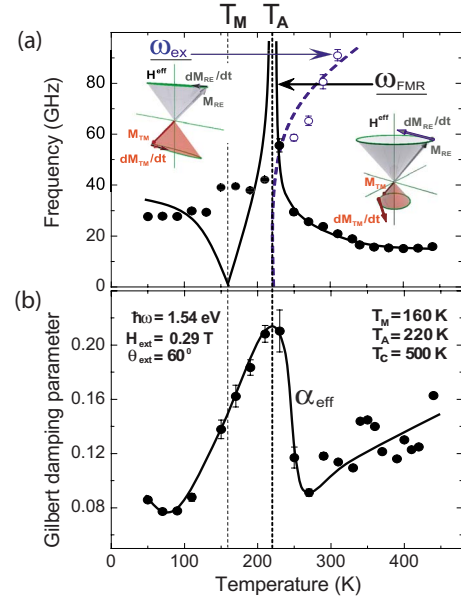 T_M T_A
(a)
100
80
60
40
20
0
Frequency (GHz)
ω_ex
ω_FMR
H^eff
dM_RE/dt
M_RE
M_TM
dM_TM/dt
H^eff
dM_RE/dt
M_RE
M_TM
dM_TM/dt
(b)
0.20
0.16
0.12
0.08
Gilbert damping parameter
ħω = 1.54 eV
H_ext = 0.29 T
θ_ext = 60°
T_M = 160 K
T_A = 220 K
T_C = 500 K
α_eff
0 100 200 300 400
Temperature (K)